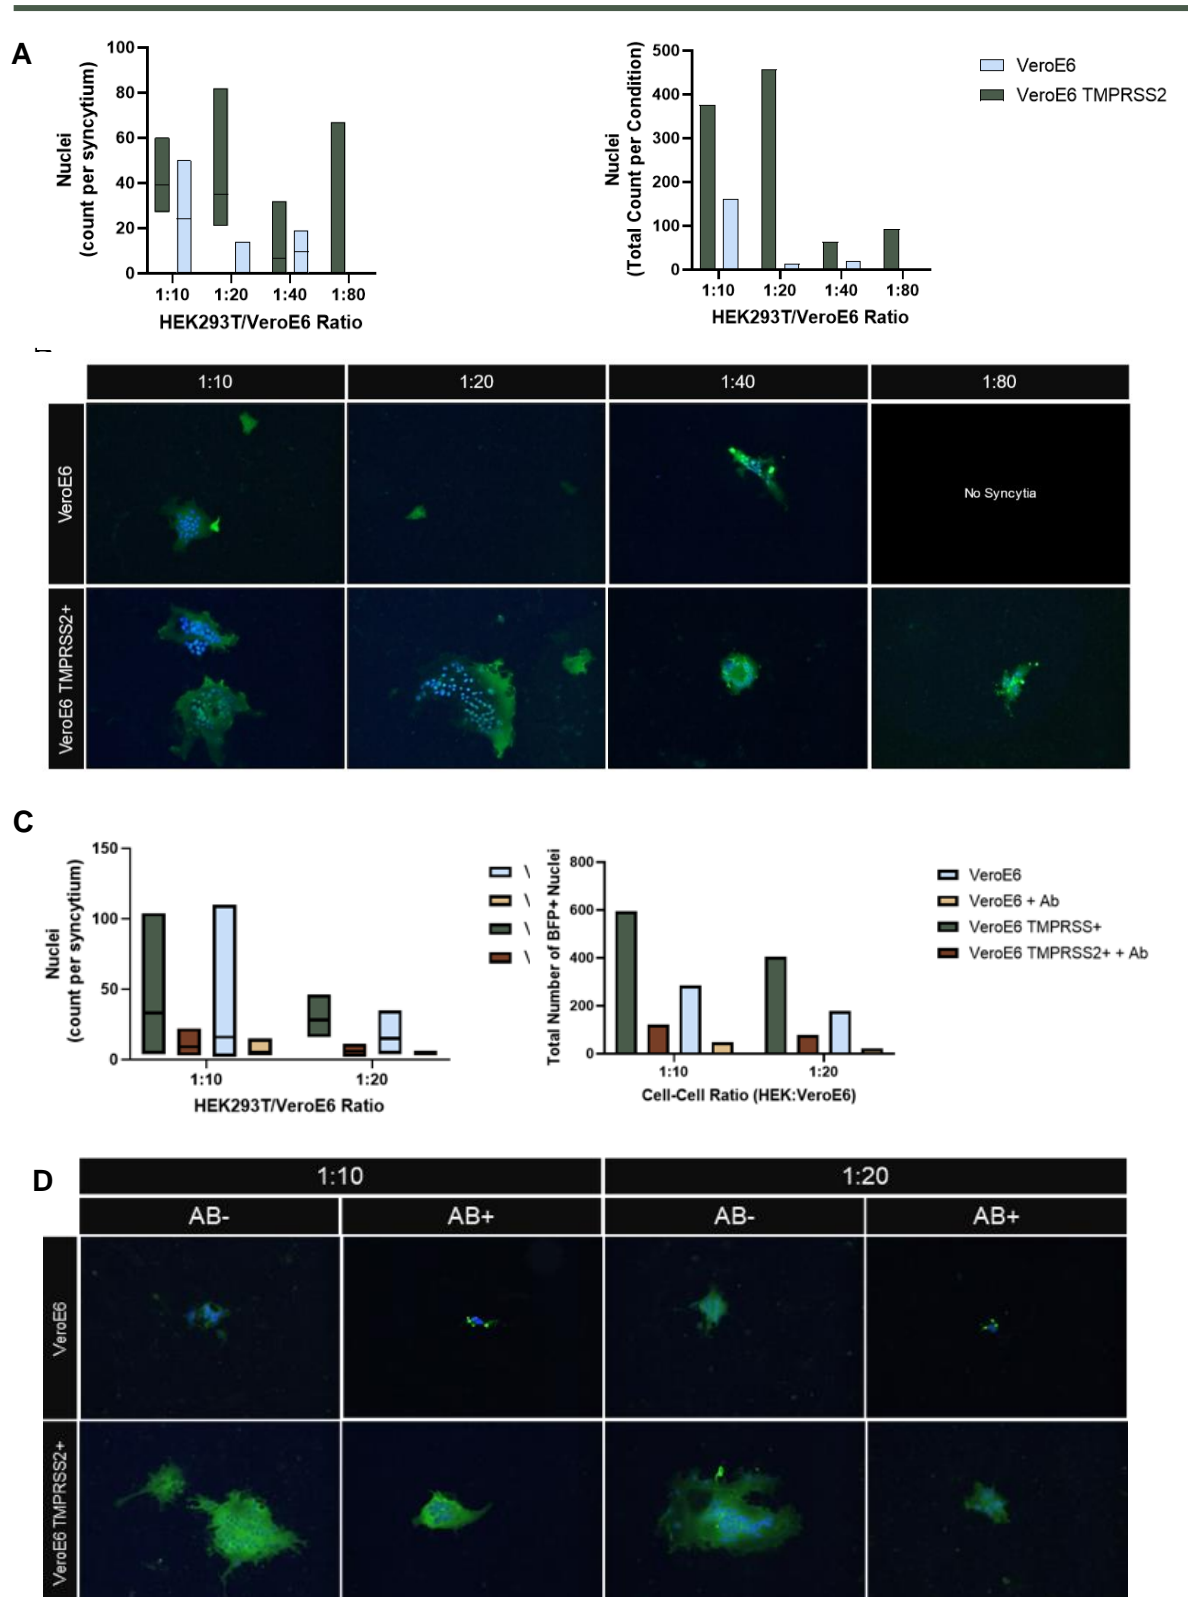 A
100
80
60
40
20
0
Nuclei
(count per syncytium)
1:10 1:20 1:40 1:80
HEK293T/VeroE6 Ratio
500
400
300
200
100
0
Nuclei
(Total Count per Condition)
1:10 1:20 1:40 1:80
HEK293T/VeroE6 Ratio
VeroE6
VeroE6 TMPRSS2
1:10 1:20 1:40 1:80
VeroE6
No Syncytia
VeroE6 TMPRSS2+
C
150
100
50
0
Nuclei
(count per syncytium)
1:10 1:20
HEK293T/VeroE6 Ratio
800
600
400
200
0
Total Number of BFP+ Nuclei
1:10 1:20
Cell-Cell Ratio (HEK:VeroE6)
VeroE6
VeroE6 + Ab
VeroE6 TMPRSS+
VeroE6 TMPRSS2+ + Ab
D
1:10 1:20
AB- AB+ AB- AB+
VeroE6
VeroE6 TMPRSS2+